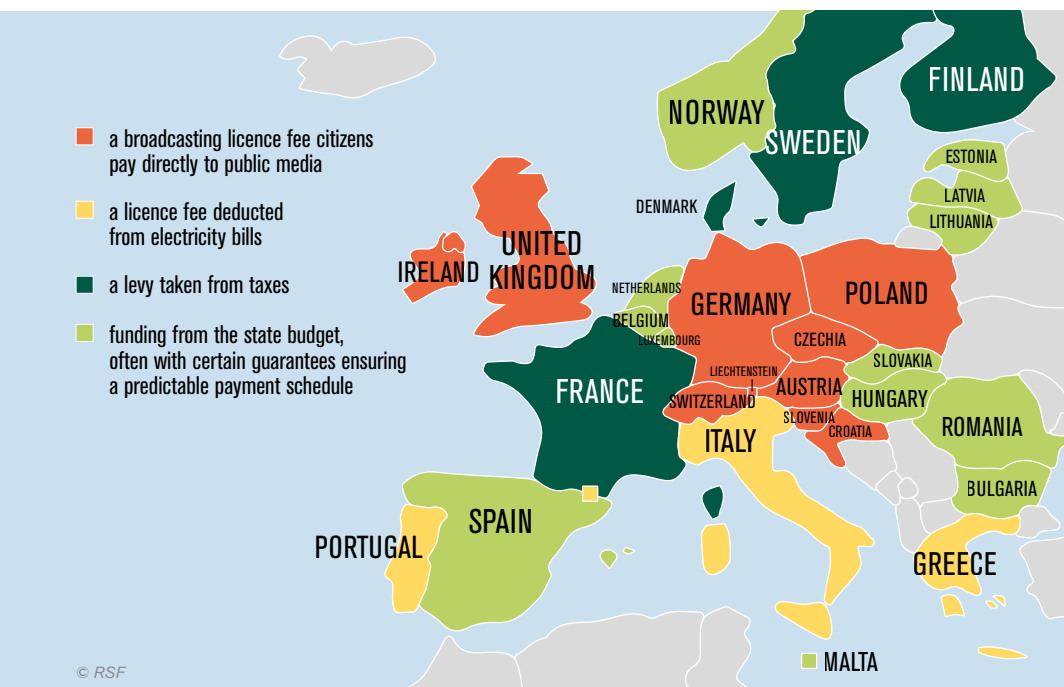 a broadcasting licence fee citizens
pay directly to public media
a licence fee deducted
from electricity bills
a levy taken from taxes
funding from the state budget,
often with certain guarantees ensuring
a predictable payment schedule
FINLAND
NORWAY
SWEDEN
ESTONIA
LATVIA
LITHUANIA
DENMARK
UNITED
KINGDOM
IRELAND
NETHERLANDS
GERMANY
POLAND
BELGIUM
LUXEMBOURG
CZECHIA
SLOVAKIA
LIECHTENSTEIN
FRANCE
SWITZERLAND
AUSTRIA
HUNGARY
SLOVENIA
CROATIA
ITALY
ROMANIA
BULGARIA
SPAIN
PORTUGAL
GREECE
MALTA
© RSF